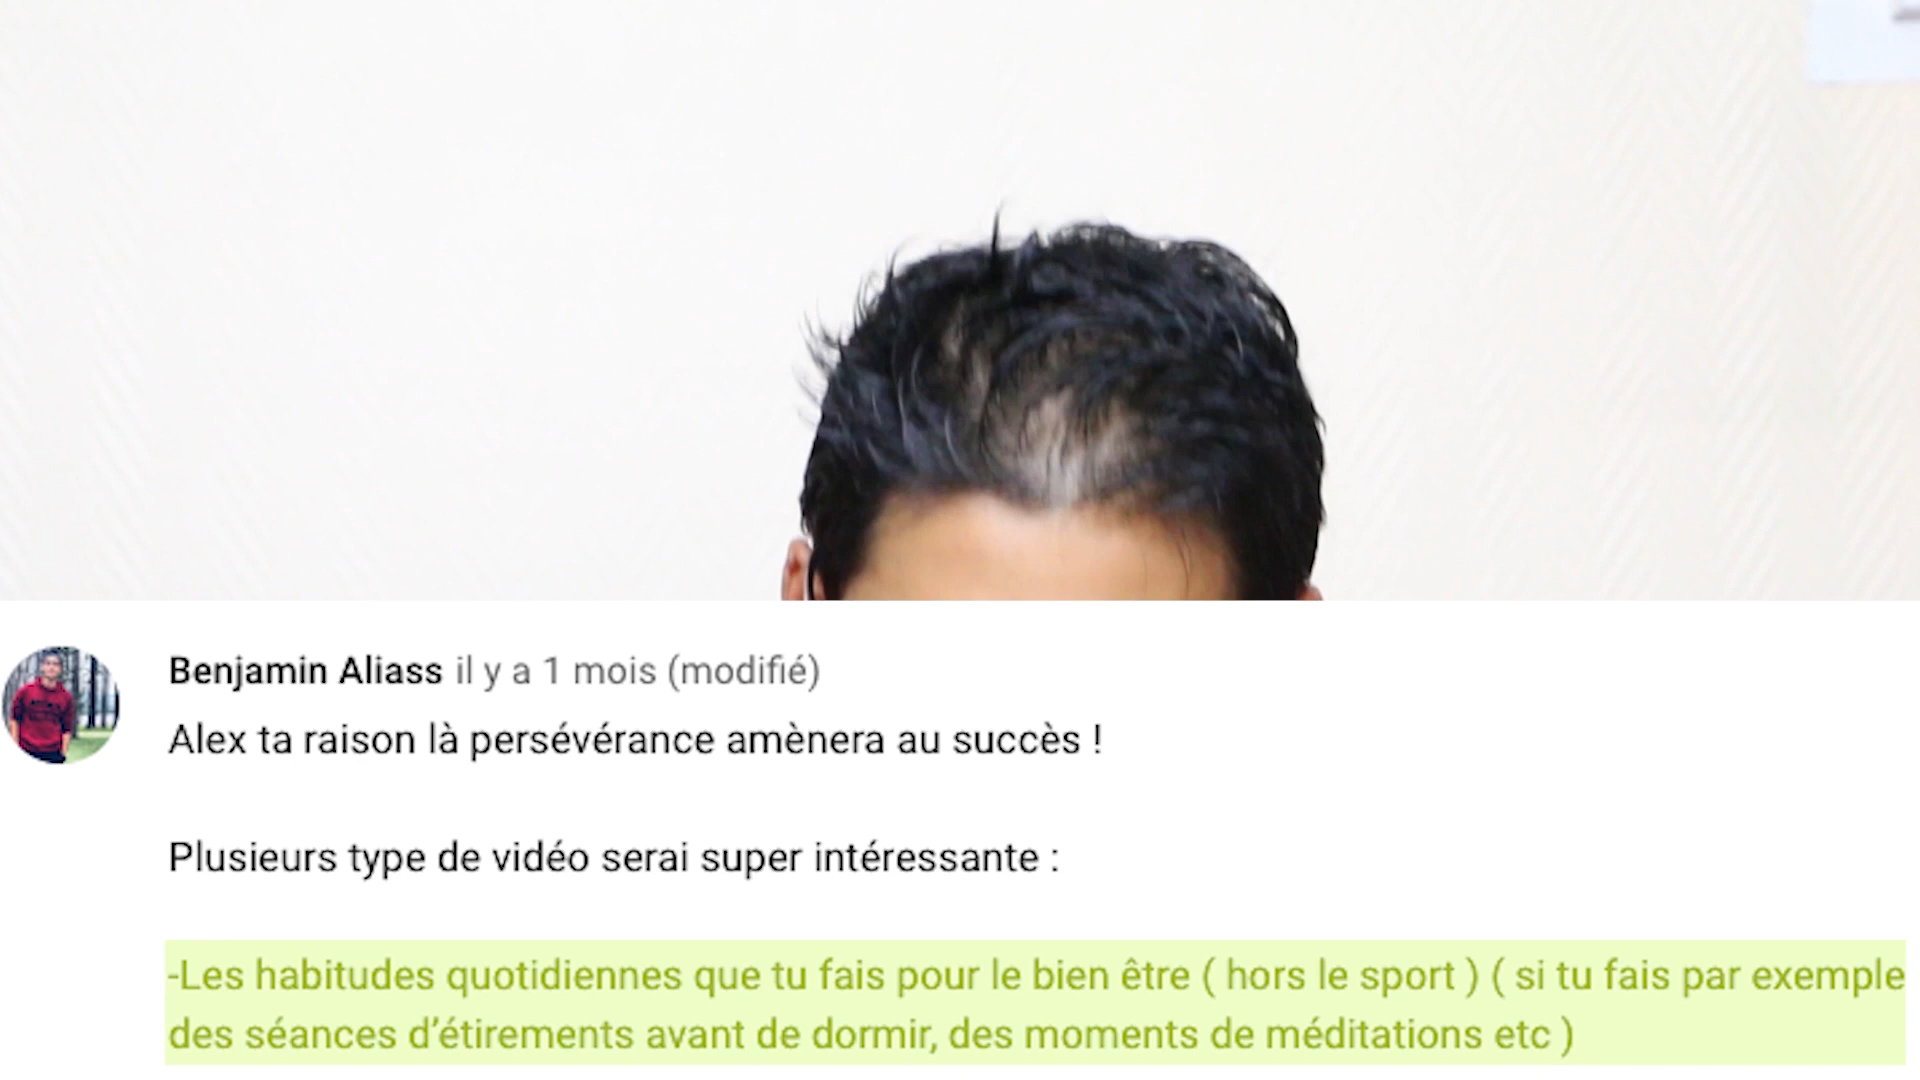 Benjamin Aliass il y a 1 mois (modifié)
Alex ta raison là persévérance amènera au succès !
Plusieurs type de vidéo serai super intéressante :
-Les habitudes quotidiennes que tu fais pour le bien être ( hors le sport ) ( si tu fais par exemple
des séances d’étirements avant de dormir, des moments de méditations etc )